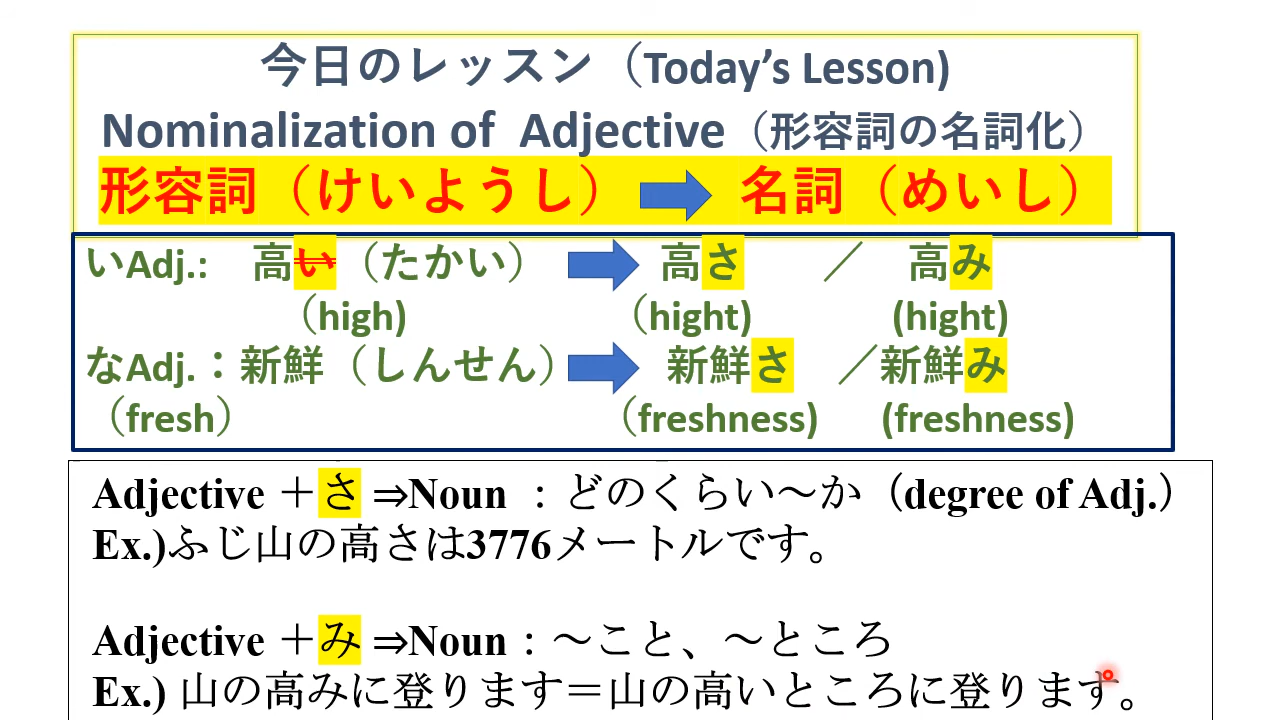 今日のレッスン（Today’s Lesson)
Nominalization of Adjective（形容詞の名詞化）
形容詞（けいようし） 名詞（めいし）
いAdj.: 高い（たかい） 高さ ／ 高み
（high) （hight) (hight)
なAdj.：新鮮（しんせん） 新鮮さ ／新鮮み
（fresh） （freshness) (freshness)
Adjective ＋さ ⇒Noun ：どのくらい～か（degree of Adj.）
Ex.)ふじ山の高さは3776メートルです。
Adjective ＋み ⇒Noun：～こと、～ところ
Ex.) 山の高みに登ります＝山の高いところに登ります。